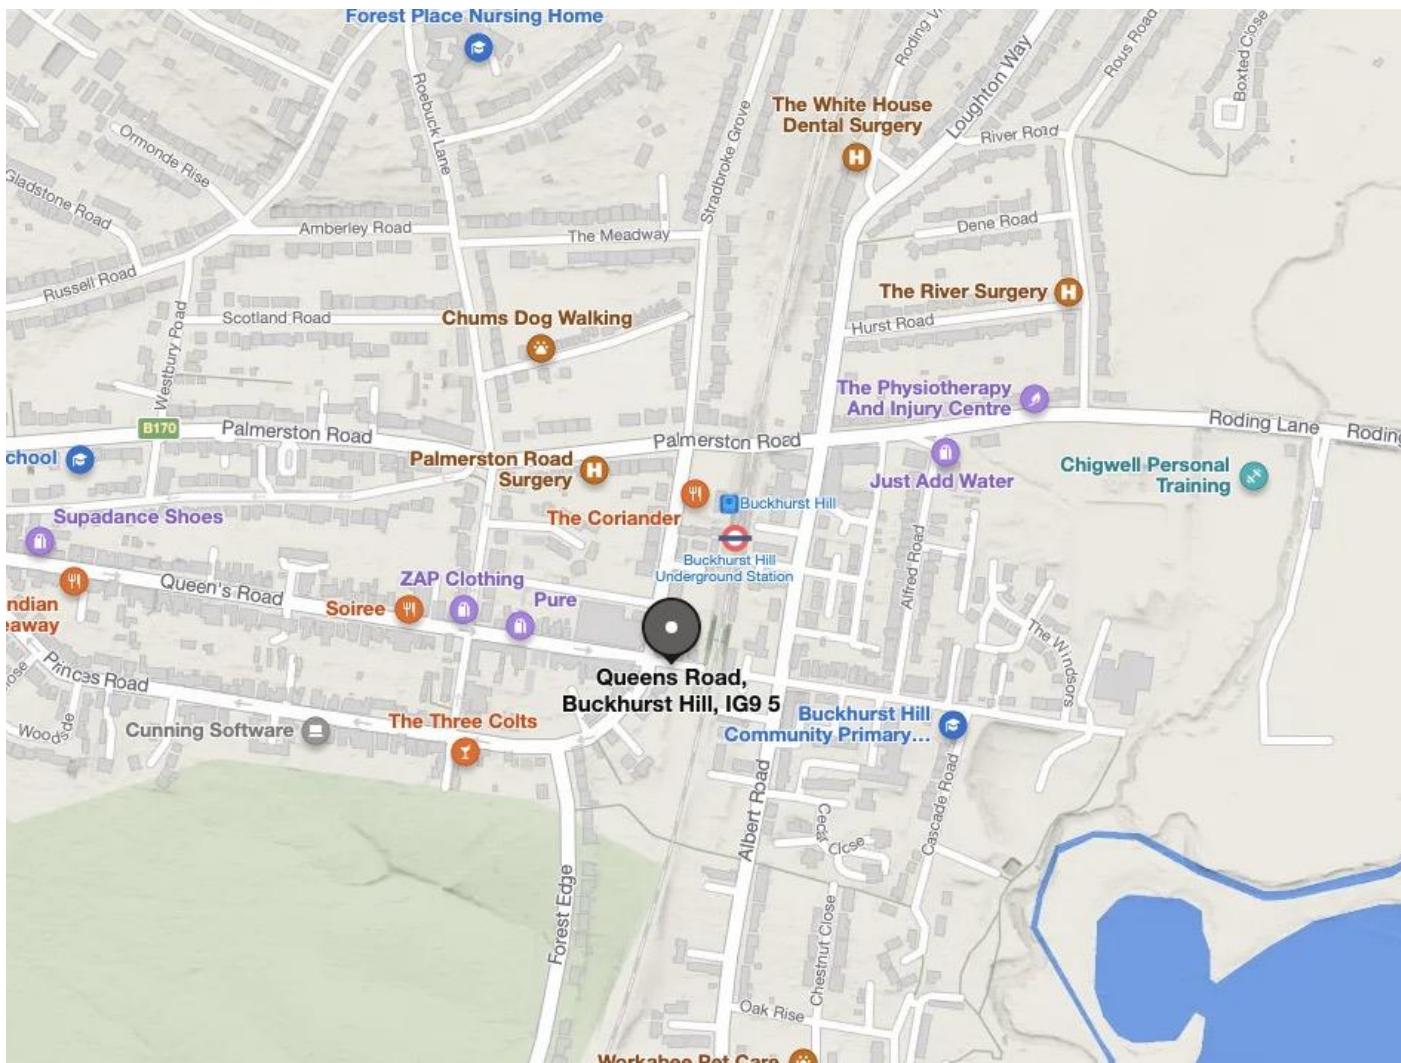 Forest Place Nursing Home
Roebuck Lane
Stradbroke Grove
Roding V
Loughton Way
Rous Road
Boxted Close
The White House
Dental Surgery
River Road
Ormonde Rise
Gladstone Road
Amberley Road
The Meadway
Dene Road
Russell Road
Scotland Road
Chums Dog Walking
The River Surgery
Hurst Road
Westbury Road
The Physiotherapy
And Injury Centre
B170
Palmerston Road
Palmerston Road
Roding Lane
Roding
chool
Palmerston Road
Surgery
Just Add Water
Chigwell Personal
Training
Supadance Shoes
The Coriander
Buckhurst Hill
Buckhurst Hill
Underground Station
Alfred Road
Queen's Road
ZAP Clothing
Pure
Soiree
ndian
eaway
The Windsors
Princes Road
ose
Woodside
Queens Road,
Buckhurst Hill, IG9 5
Cunning Software
The Three Colts
Buckhurst Hill
Community Primary...
Albert Road
Cedar Close
Cascade Road
Forest Edge
Chestnut Close
Oak Rise
Workabee Pet Care